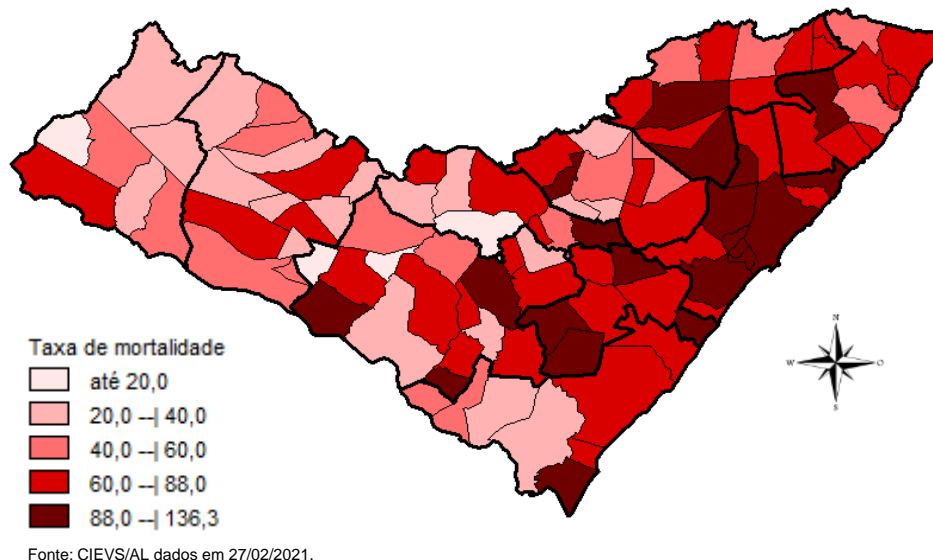 N
W
O
S
Taxa de mortalidade
até 20,0
20,0 --| 40,0
40,0 --| 60,0
60,0 --| 88,0
88,0 --| 136,3
Fonte: CIEVS/AL dados em 27/02/2021.